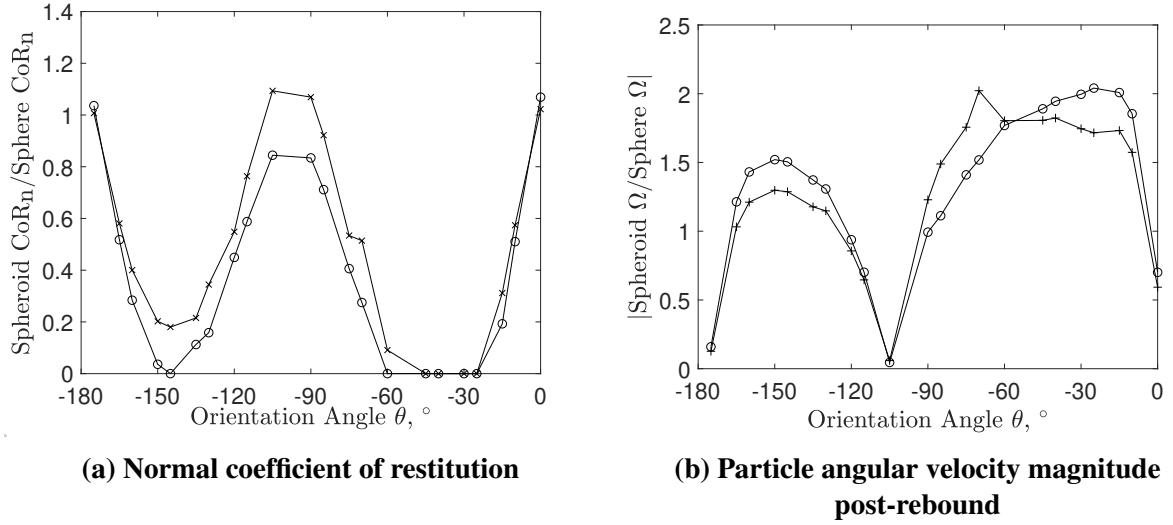 Spheroid CoRn/Sphere CoRn
1.4
1.2
1
0.8
0.6
0.4
0.2
0
-180 -150 -120 -90 -60 -30 0
Orientation Angle θ, °
(a) Normal coefficient of restitution
|Spheroid Ω/Sphere Ω|
2.5
2
1.5
1
0.5
0
-180 -150 -120 -90 -60 -30 0
Orientation Angle θ, °
(b) Particle angular velocity magnitude
post-rebound